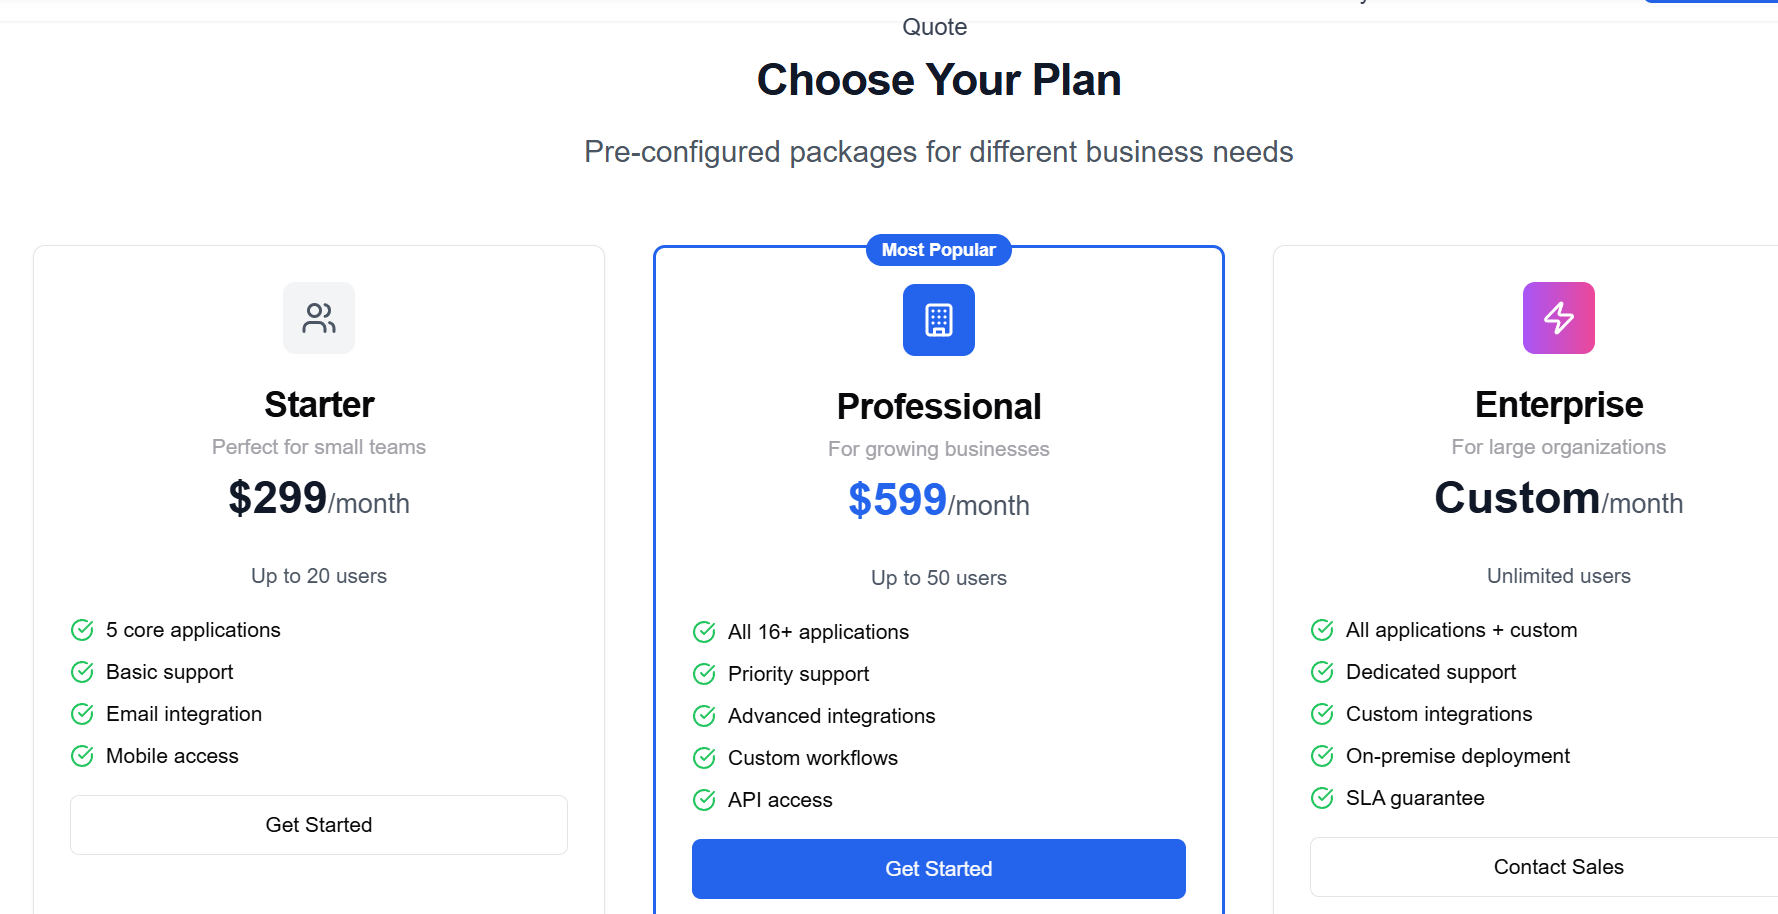 Quote
Choose Your Plan
Pre-configured packages for different business needs
Starter
Perfect for small teams
$299/month
Up to 20 users
5 core applications
Basic support
Email integration
Mobile access
Get Started
Most Popular
Professional
For growing businesses
$599/month
Up to 50 users
All 16+ applications
Priority support
Advanced integrations
Custom workflows
API access
Get Started
Enterprise
For large organizations
Custom/month
Unlimited users
All applications + custom
Dedicated support
Custom integrations
On-premise deployment
SLA guarantee
Contact Sales